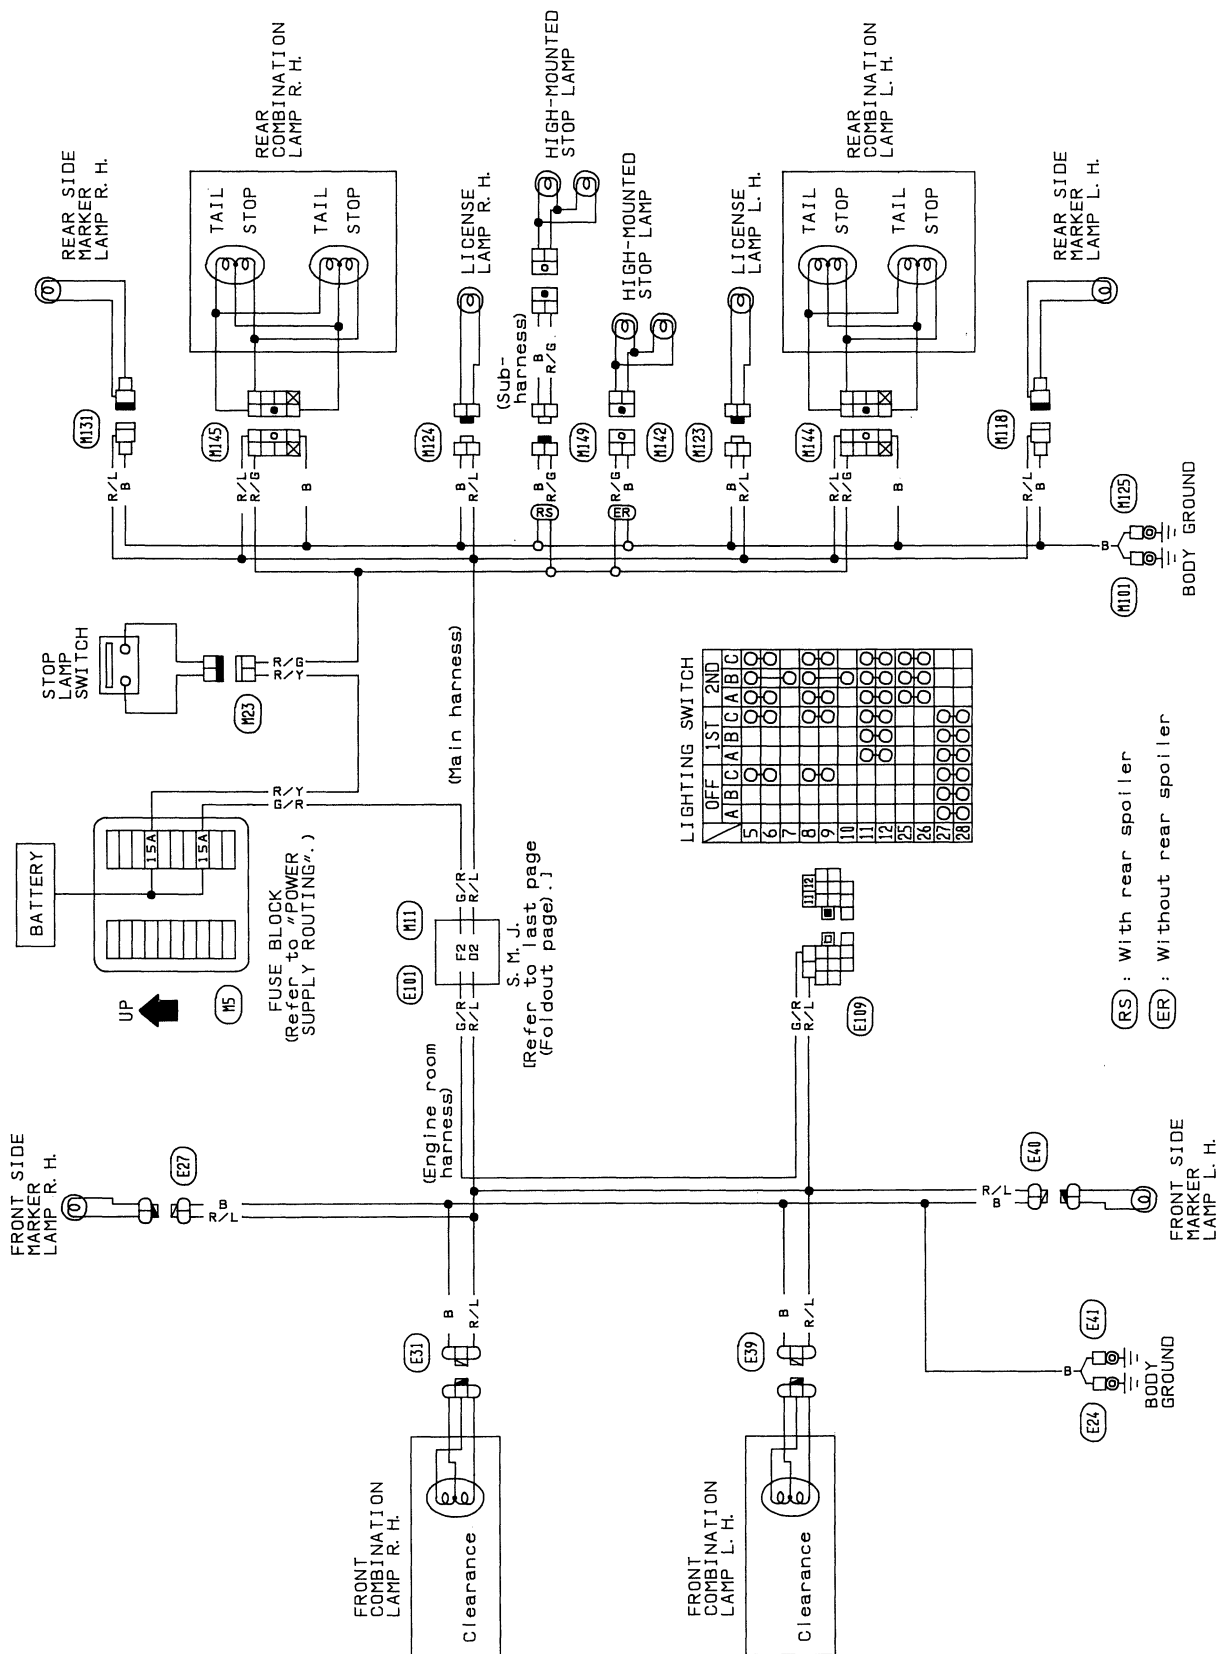 FRONT SIDE
MARKER
LAMP R. H.
E27
UP
BATTERY
15A
15A
M5
FUSE BLOCK
(Refer to "POWER
SUPPLY ROUTING".)
R/Y
G/R
STOP
LAMP
SWITCH
M23
R/G
R/Y
REAR SIDE
MARKER
LAMP R. H.
M131
R/L
B
REAR
COMBINATION
LAMP R. H.
TAIL
STOP
TAIL
STOP
M145
R/L
R/G
B
B
R/L
(Engine room
harness)
G/R
R/L
E101
M11
F2
D2
G/R
R/L
S. M. J.
[Refer to last page
(Foldout page).]
(Main harness)
LICENSE
LAMP R. H.
M124
B
R/L
HIGH-MOUNTED
STOP LAMP
(Sub-
harness)
B
R/G
M149
B
R/G
RS
HIGH-MOUNTED
STOP LAMP
M142
R/G
B
ER
LICENSE
LAMP L. H.
M123
B
R/L
REAR
COMBINATION
LAMP L. H.
TAIL
STOP
TAIL
STOP
M144
R/L
R/G
B
REAR SIDE
MARKER
LAMP L. H.
M118
R/L
B
B
M101
M125
BODY GROUND
FRONT
COMBINATION
LAMP R. H.
Clearance
E31
B
R/L
FRONT
COMBINATION
LAMP L. H.
Clearance
E39
B
R/L
G/R
R/L
E109
11 12
LIGHTING SWITCH
OFF 1ST 2ND
A B C A B C A B C
5
6
7
8
9
10
11
12
25
26
27
28
R/L
B
E40
FRONT SIDE
MARKER
LAMP L. H.
B
E24
E41
BODY
GROUND
RS : With rear spoiler
ER : Without rear spoiler